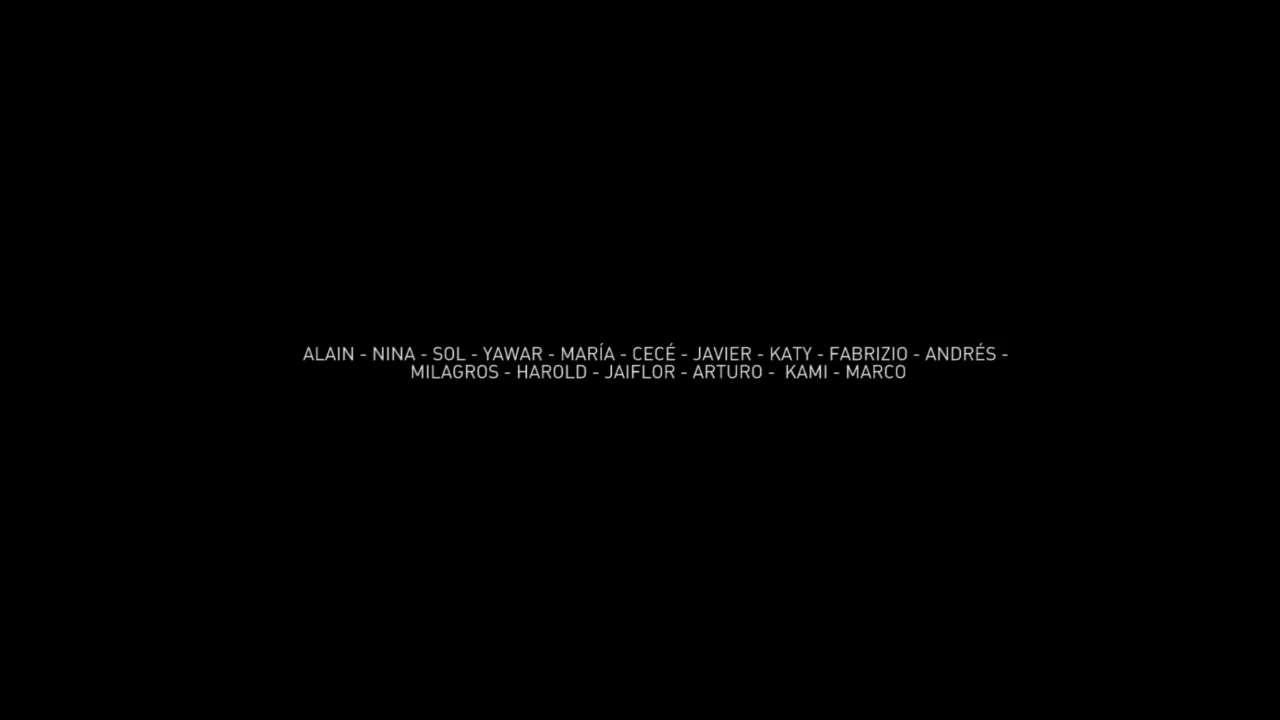 ALAIN - NINA - SOL - YAWAR - MARÍA - CECÉ - JAVIER - KATY - FABRIZIO - ANDRÉS -
MILAGROS - HAROLD - JAIFLOR - ARTURO -  KAMI - MARCO